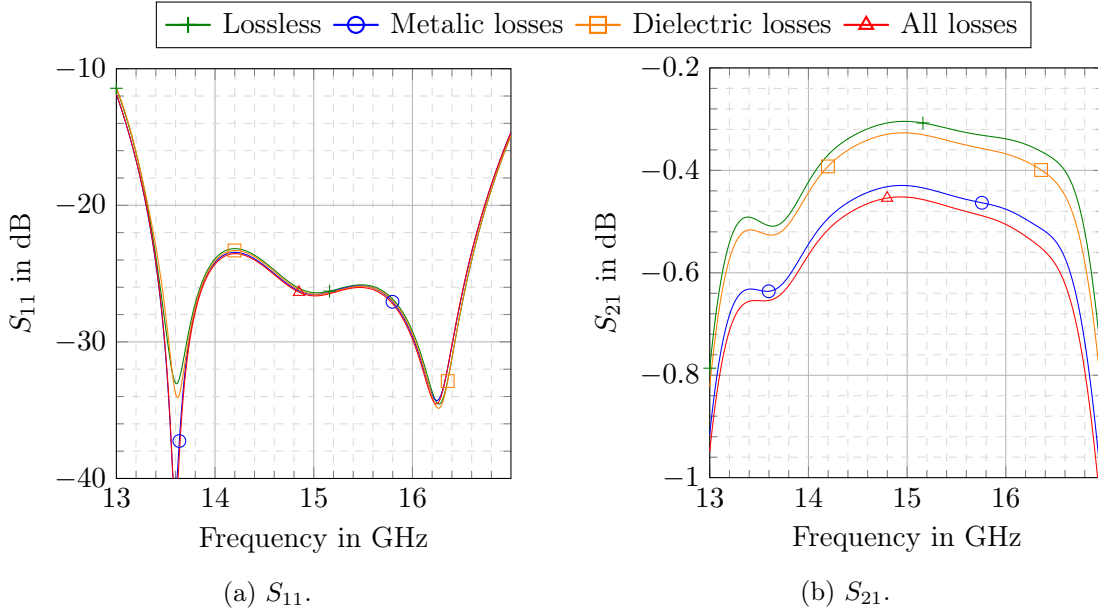 Lossless Metalic losses Dielectric losses All losses
−10
−20
−30
−40
13 14 15 16
S11 in dB
Frequency in GHz
(a) S11.
−0.2
−0.4
−0.6
−0.8
−1
13 14 15 16
S21 in dB
Frequency in GHz
(b) S21.